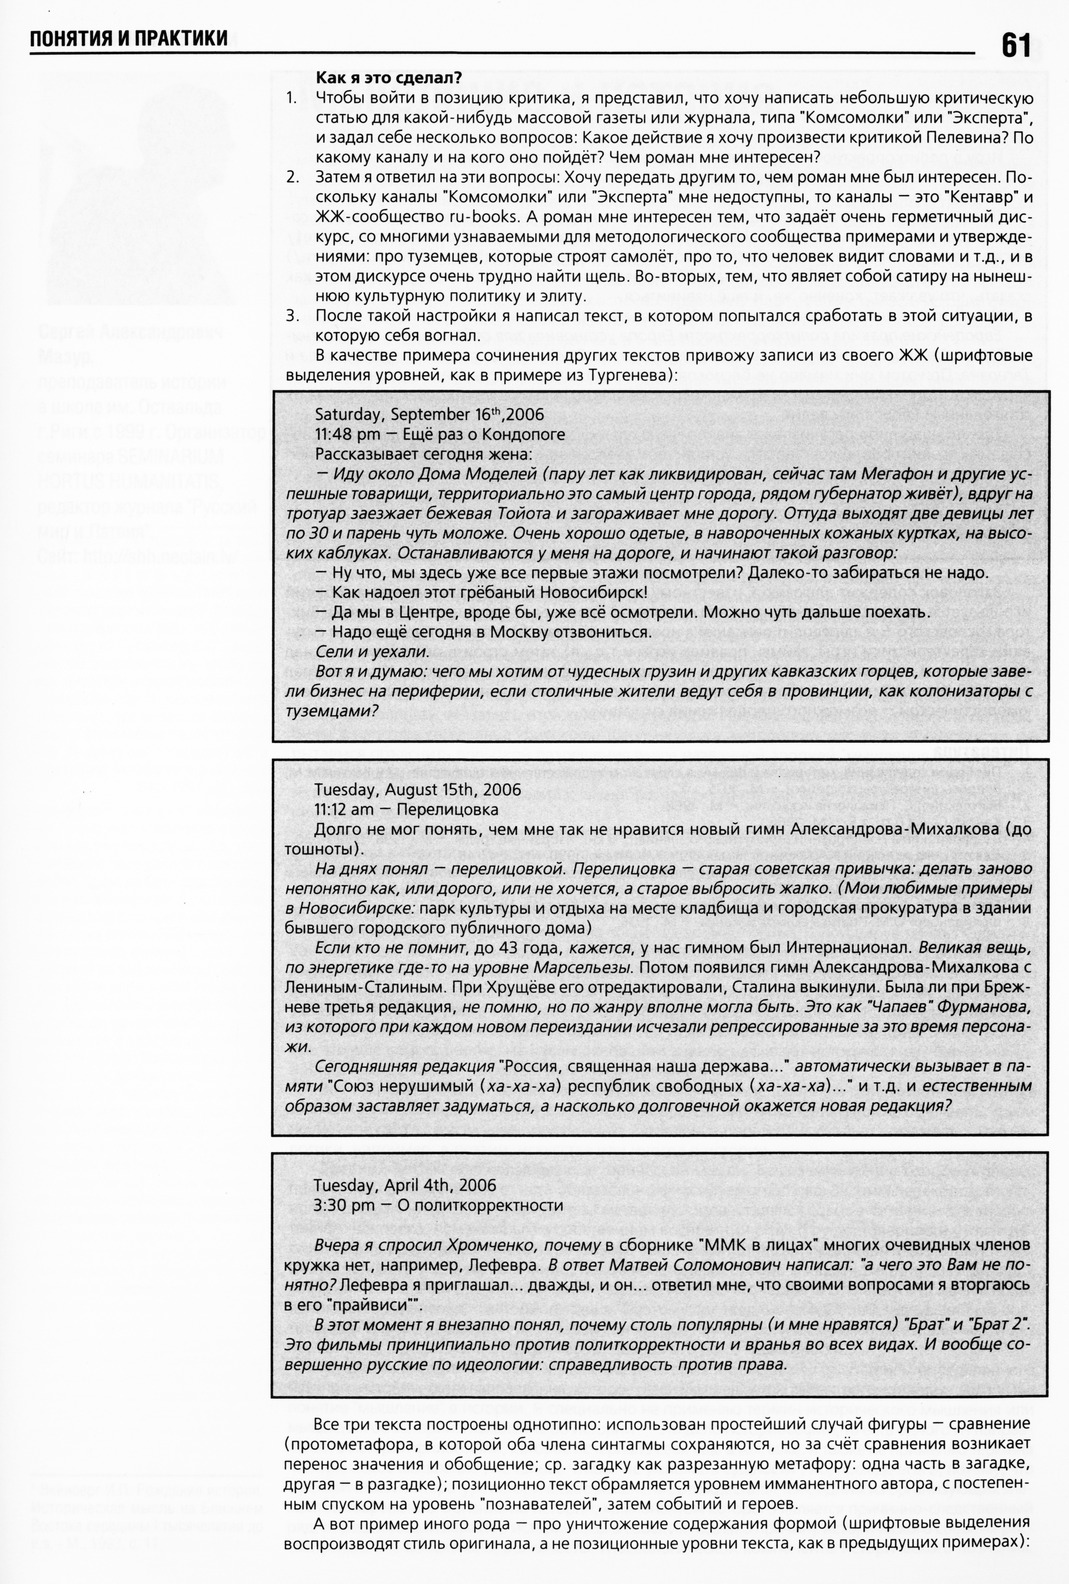 ПОНЯТИЯ И ПРАКТИКИ
61
Как я это сделал?
1. Чтобы войти в позицию критика, я представил, что хочу написать небольшую критическую
статью для какой-нибудь массовой газеты или журнала, типа "Комсомолки" или "Эксперта",
и задал себе несколько вопросов: Какое действие я хочу произвести критикой Пелевина? По
какому каналу и на кого оно пойдёт? Чем роман мне интересен?
2. Затем я ответил на эти вопросы: Хочу передать другим то, чем роман мне был интересен. По-
скольку каналы "Комсомолки" или "Эксперта" мне недоступны, то каналы — это "Кентавр" и
ЖЖ-сообщество ru-books. А роман мне интересен тем, что задаёт очень герметичный дис-
курс, со многими узнаваемыми для методологического сообщества примерами и утвержде-
ниями: про туземцев, которые строят самолёт, про то, что человек видит словами и т.д., и в
этом дискурсе очень трудно найти щель. Во-вторых, тем, что являет собой сатиру на нынеш-
нюю культурную политику и элиту.
3. После такой настройки я написал текст, в котором попытался сработать в этой ситуации, в
которую себя вогнал.
В качестве примера сочинения других текстов привожу записи из своего ЖЖ (шрифтовые
выделения уровней, как в примере из Тургенева):
Saturday, September 16th,2006
11:48 pm — Ещё раз о Кондопоге
Рассказывает сегодня жена:
— Иду около Дома Моделей (пару лет как ликвидирован, сейчас там Мегафон и другие ус-
пешные товарищи, территориально это самый центр города, рядом губернатор живёт), вдруг на
тротуар заезжает бежевая Тойота и загораживает мне дорогу. Оттуда выходят две девицы лет
по 30 и парень чуть моложе. Очень хорошо одетые, в навороченных кожаных куртках, на высо-
ких каблуках. Останавливаются у меня на дороге, и начинают такой разговор:
— Ну что, мы здесь уже все первые этажи посмотрели? Далеко-то забираться не надо.
— Как надоел этот грёбаный Новосибирск!
— Да мы в Центре, вроде бы, уже всё осмотрели. Можно чуть дальше поехать.
— Надо ещё сегодня в Москву отзвониться.
Сели и уехали.
Вот я и думаю: чего мы хотим от чудесных грузин и других кавказских горцев, которые заве-
ли бизнес на периферии, если столичные жители ведут себя в провинции, как колонизаторы с
туземцами?
Tuesday, August 15th, 2006
11:12 am — Перелицовка
Долго не мог понять, чем мне так не нравится новый гимн Александрова-Михалкова (до
тошноты).
На днях понял — перелицовкой. Перелицовка — старая советская привычка: делать заново
непонятно как, или дорого, или не хочется, а старое выбросить жалко. (Мои любимые примеры
в Новосибирске: парк культуры и отдыха на месте кладбища и городская прокуратура в здании
бывшего городского публичного дома)
Если кто не помнит, до 43 года, кажется, у нас гимном был Интернационал. Великая вещь,
по энергетике где-то на уровне Марсельезы. Потом появился гимн Александрова-Михалкова с
Лениным-Сталиным. При Хрущёве его отредактировали, Сталина выкинули. Была ли при Бреж-
неве третья редакция, не помню, но по жанру вполне могла быть. Это как "Чапаев" Фурманова,
из которого при каждом новом переиздании исчезали репрессированные за это время персона-
жи.
Сегодняшняя редакция "Россия, священная наша держава..." автоматически вызывает в па-
мяти "Союз нерушимый (ха-ха-ха) республик свободных (ха-ха-ха)..." и т.д. и естественным
образом заставляет задуматься, а насколько долговечной окажется новая редакция?
Tuesday, April 4th, 2006
3:30 pm — О политкорректности
Вчера я спросил Хромченко, почему в сборнике "ММК в лицах" многих очевидных членов
кружка нет, например, Лефевра. В ответ Матвей Соломонович написал: "а чего это Вам не по-
нятно? Лефевра я приглашал... дважды, и он... ответил мне, что своими вопросами я вторгаюсь
в его "прайвиси"".
В этот момент я внезапно понял, почему столь популярны (и мне нравятся) "Брат" и "Брат 2".
Это фильмы принципиально против политкорректности и вранья во всех видах. И вообще со-
вершенно русские по идеологии: справедливость против права.
Все три текста построены однотипно: использован простейший случай фигуры — сравнение
(протометафора, в которой оба члена синтагмы сохраняются, но за счёт сравнения возникает
перенос значения и обобщение; ср. загадку как разрезанную метафору: одна часть в загадке,
другая — в разгадке); позиционно текст обрамляется уровнем имманентного автора, с постепен-
ным спуском на уровень "познавателей", затем событий и героев.
А вот пример иного рода — про уничтожение содержания формой (шрифтовые выделения
воспроизводят стиль оригинала, а не позиционные уровни текста, как в предыдущих примерах):